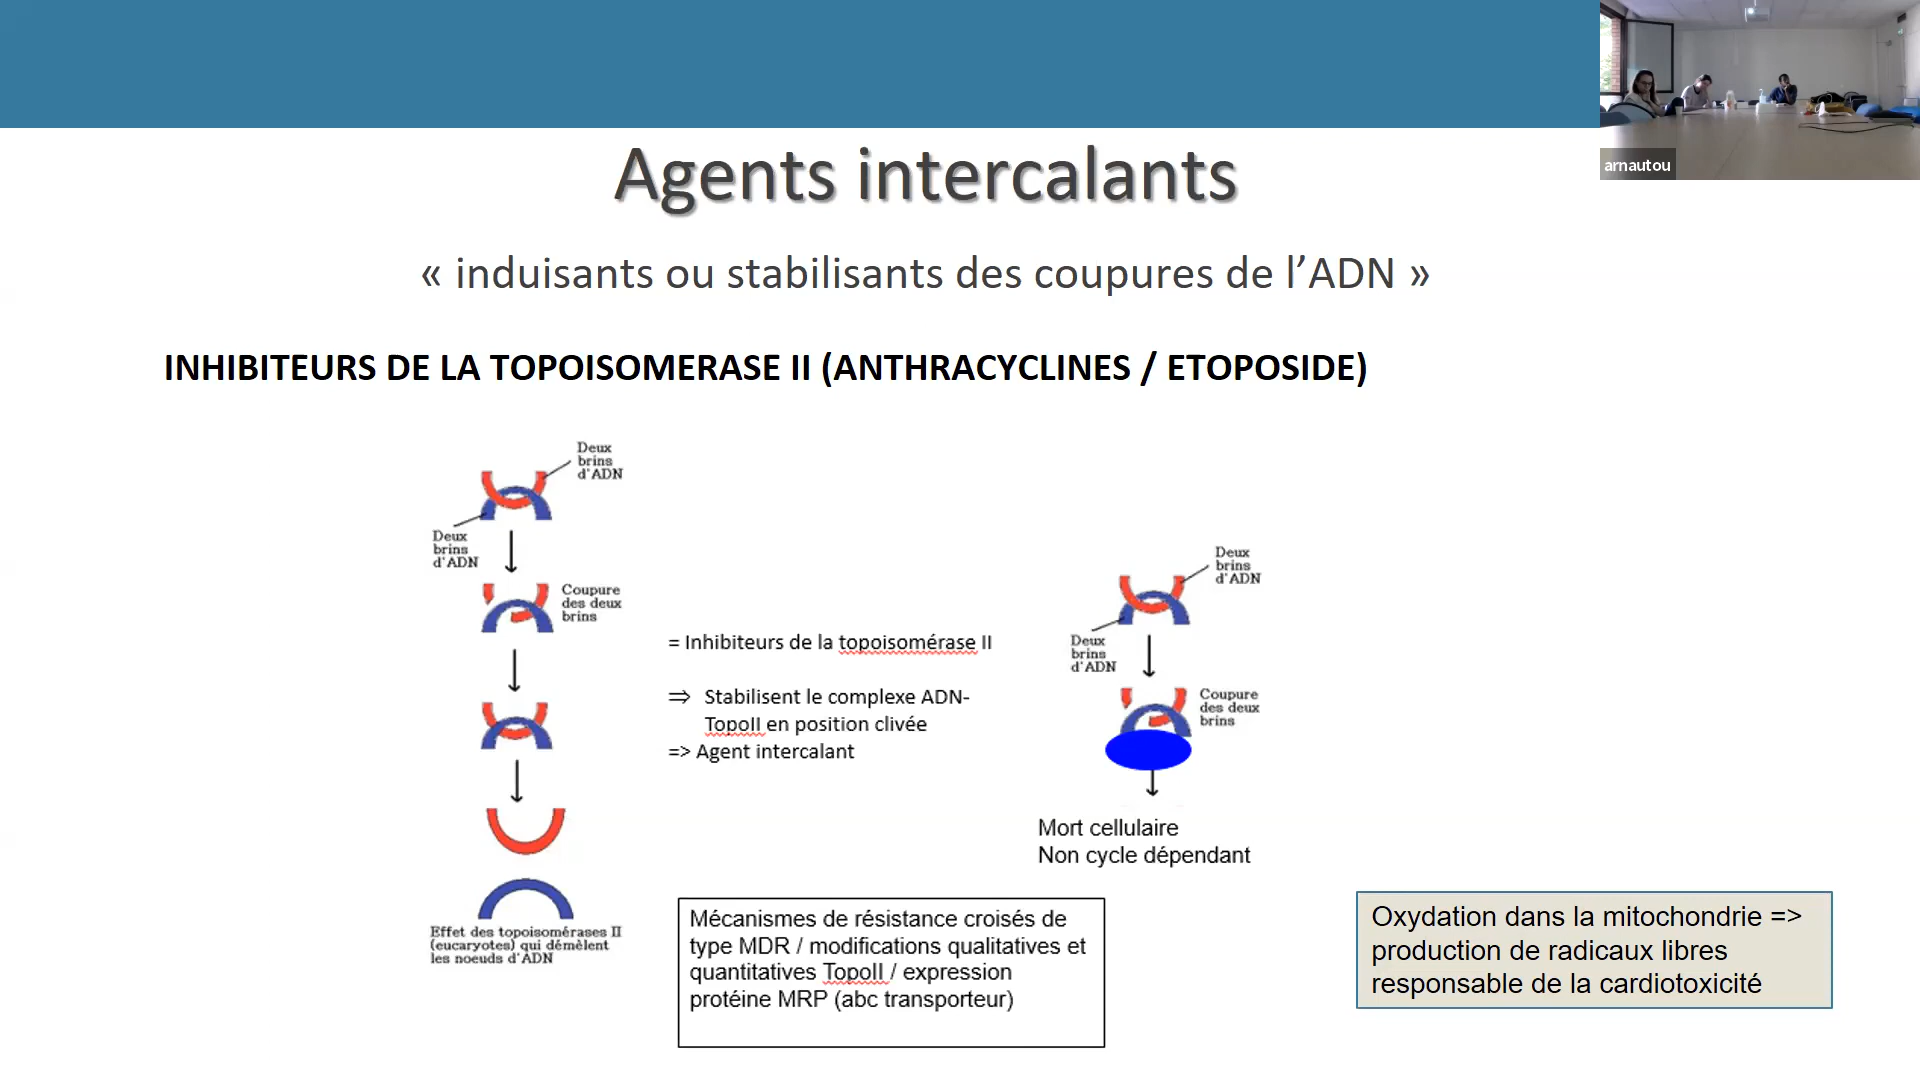 arnautou
Agents intercalants
« induisants ou stabilisants des coupures de l’ADN »
INHIBITEURS DE LA TOPOISOMERASE II (ANTHRACYCLINES / ETOPOSIDE)
Deux
brins
d'ADN
Deux
brins
d'ADN
Coupure
des deux
brins
Effet des topoisomérases II
(eucaryotes) qui démêlent
les noeuds d'ADN
= Inhibiteurs de la topoisomérase II
⇒ Stabilisent le complexe ADN-
TopoII en position clivée
=> Agent intercalant
Deux
brins
d'ADN
Deux
brins
d'ADN
Coupure
des deux
brins
Mort cellulaire
Non cycle dépendant
Mécanismes de résistance croisés de
type MDR / modifications qualitatives et
quantitatives TopoII / expression
protéine MRP (abc transporteur)
Oxydation dans la mitochondrie =>
production de radicaux libres
responsable de la cardiotoxicité